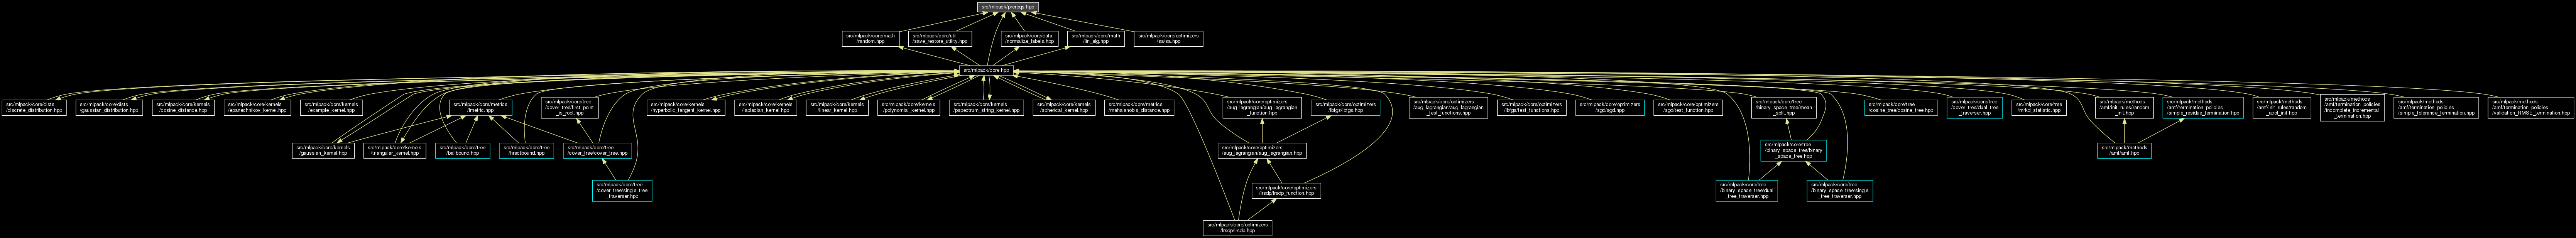 src/mlpack/prereqs.hpp
src/mlpack/core/math
/random.hpp
src/mlpack/core/util
/save_restore_utility.hpp
src/mlpack/core/data
/normalize_labels.hpp
src/mlpack/core/math
/lin_alg.hpp
src/mlpack/core/optimizers
/sa/sa.hpp
src/mlpack/core.hpp
src/mlpack/core/dists
/discrete_distribution.hpp
src/mlpack/core/dists
/gaussian_distribution.hpp
src/mlpack/core/kernels
/cosine_distance.hpp
src/mlpack/core/kernels
/epanechnikov_kernel.hpp
src/mlpack/core/kernels
/example_kernel.hpp
src/mlpack/core/metrics
/lmetric.hpp
src/mlpack/core/tree
/cover_tree/first_point
_is_root.hpp
src/mlpack/core/kernels
/hyperbolic_tangent_kernel.hpp
src/mlpack/core/kernels
/laplacian_kernel.hpp
src/mlpack/core/kernels
/linear_kernel.hpp
src/mlpack/core/kernels
/polynomial_kernel.hpp
src/mlpack/core/kernels
/pspectrum_string_kernel.hpp
src/mlpack/core/kernels
/spherical_kernel.hpp
src/mlpack/core/metrics
/mahalanobis_distance.hpp
src/mlpack/core/optimizers
/aug_lagrangian/aug_lagrangian
_function.hpp
src/mlpack/core/optimizers
/lbfgs/lbfgs.hpp
src/mlpack/core/optimizers
/aug_lagrangian/aug_lagrangian
_test_functions.hpp
src/mlpack/core/optimizers
/lbfgs/test_functions.hpp
src/mlpack/core/optimizers
/sgd/sgd.hpp
src/mlpack/core/optimizers
/sgd/test_function.hpp
src/mlpack/core/tree
/binary_space_tree/mean
_split.hpp
src/mlpack/core/tree
/cosine_tree/cosine_tree.hpp
src/mlpack/core/tree
/cover_tree/dual_tree
_traverser.hpp
src/mlpack/core/tree
/mrkd_statistic.hpp
src/mlpack/methods
/amf/init_rules/random
_init.hpp
src/mlpack/methods
/amf/termination_policies
/simple_residue_termination.hpp
src/mlpack/methods
/amf/init_rules/random
_acol_init.hpp
src/mlpack/methods
/amf/termination_policies
/incomplete_incremental
_termination.hpp
src/mlpack/methods
/amf/termination_policies
/simple_tolerance_termination.hpp
src/mlpack/methods
/amf/termination_policies
/validation_RMSE_termination.hpp
src/mlpack/core/kernels
/gaussian_kernel.hpp
src/mlpack/core/kernels
/triangular_kernel.hpp
src/mlpack/core/tree
/ballbound.hpp
src/mlpack/core/tree
/hrectbound.hpp
src/mlpack/core/tree
/cover_tree/cover_tree.hpp
src/mlpack/core/optimizers
/aug_lagrangian/aug_lagrangian.hpp
src/mlpack/core/tree
/binary_space_tree/binary
_space_tree.hpp
src/mlpack/methods
/amf/amf.hpp
src/mlpack/core/tree
/cover_tree/single_tree
_traverser.hpp
src/mlpack/core/optimizers
/lrsdp/lrsdp_function.hpp
src/mlpack/core/tree
/binary_space_tree/dual
_tree_traverser.hpp
src/mlpack/core/tree
/binary_space_tree/single
_tree_traverser.hpp
src/mlpack/core/optimizers
/lrsdp/lrsdp.hpp